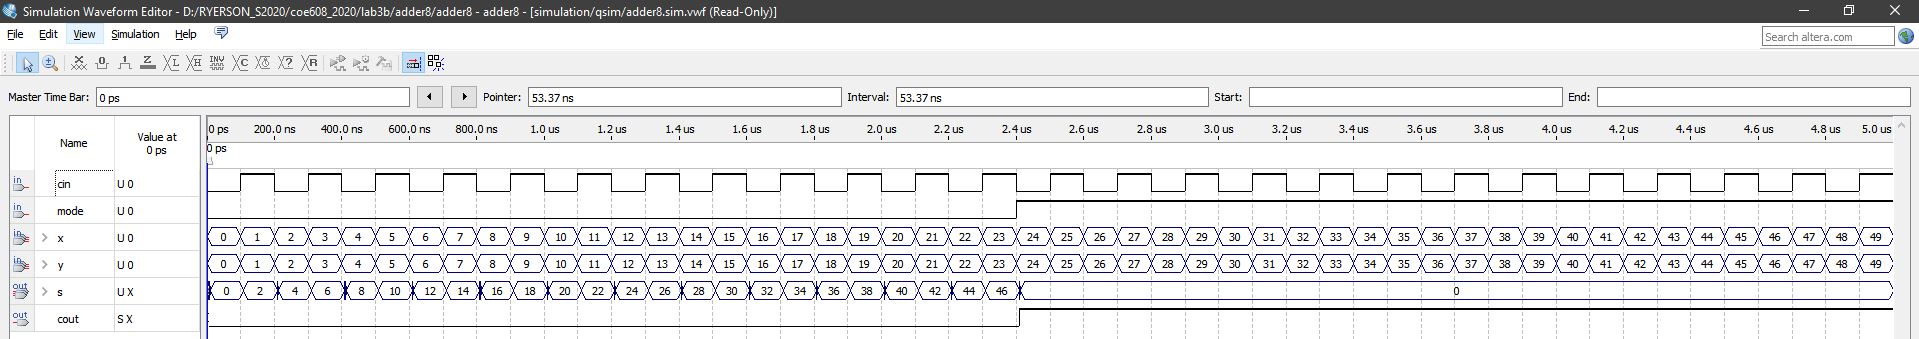 Simulation Waveform Editor - D:/RYERSON_S2020/coe608_2020/lab3b/adder8/adder8 - adder8 - [simulation/qsim/adder8.sim.vwf (Read-Only)]
File Edit View Simulation Help
Search altera.com
Master Time Bar: 0 ps Pointer: 53.37 ns Interval: 53.37 ns Start: End:
Name Value at 0 ps 0 ps 200.0 ns 400.0 ns 600.0 ns 800.0 ns 1.0 us 1.2 us 1.4 us 1.6 us 1.8 us 2.0 us 2.2 us 2.4 us 2.6 us 2.8 us 3.0 us 3.2 us 3.4 us 3.6 us 3.8 us 4.0 us 4.2 us 4.4 us 4.6 us 4.8 us 5.0 us
0 ps
in cin U 0
in mode U 0
in x U 0 0 1 2 3 4 5 6 7 8 9 10 11 12 13 14 15 16 17 18 19 20 21 22 23 24 25 26 27 28 29 30 31 32 33 34 35 36 37 38 39 40 41 42 43 44 45 46 47 48 49
in y U 0 0 1 2 3 4 5 6 7 8 9 10 11 12 13 14 15 16 17 18 19 20 21 22 23 24 25 26 27 28 29 30 31 32 33 34 35 36 37 38 39 40 41 42 43 44 45 46 47 48 49
out s U X 0 2 4 6 8 10 12 14 16 18 20 22 24 26 28 30 32 34 36 38 40 42 44 46 0
out cout S X